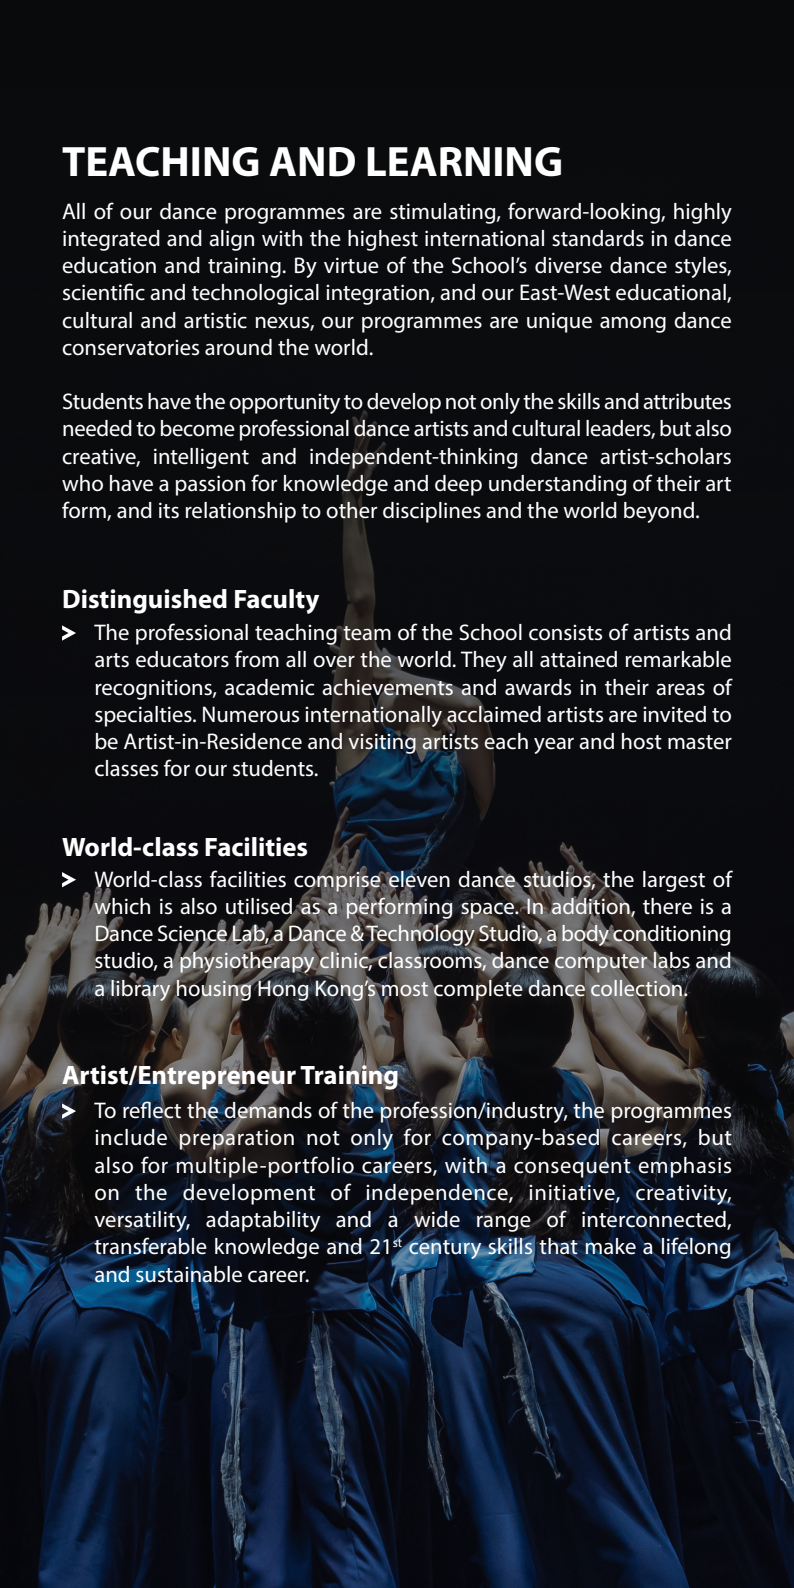 TEACHING AND LEARNING
All of our dance programmes are stimulating, forward-looking, highly
integrated and align with the highest international standards in dance
education and training. By virtue of the School’s diverse dance styles,
scientific and technological integration, and our East-West educational,
cultural and artistic nexus, our programmes are unique among dance
conservatories around the world.
Students have the opportunity to develop not only the skills and attributes
needed to become professional dance artists and cultural leaders, but also
creative, intelligent and independent-thinking dance artist-scholars
who have a passion for knowledge and deep understanding of their art
form, and its relationship to other disciplines and the world beyond.
Distinguished Faculty
> The professional teaching team of the School consists of artists and
arts educators from all over the world. They all attained remarkable
recognitions, academic achievements and awards in their areas of
specialties. Numerous internationally acclaimed artists are invited to
be Artist-in-Residence and visiting artists each year and host master
classes for our students.
World-class Facilities
> World-class facilities comprise eleven dance studios, the largest of
which is also utilised as a performing space. In addition, there is a
Dance Science Lab, a Dance & Technology Studio, a body conditioning
studio, a physiotherapy clinic, classrooms, dance computer labs and
a library housing Hong Kong’s most complete dance collection.
Artist/Entrepreneur Training
> To reflect the demands of the profession/industry, the programmes
include preparation not only for company-based careers, but
also for multiple-portfolio careers, with a consequent emphasis
on the development of independence, initiative, creativity,
versatility, adaptability and a wide range of interconnected,
transferable knowledge and 21st century skills that make a lifelong
and sustainable career.